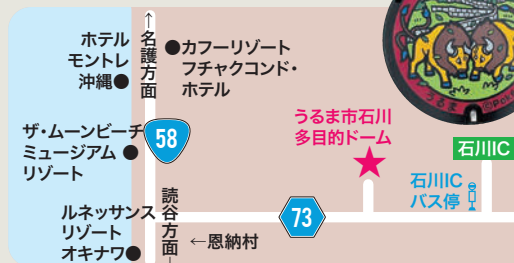 ホテル
モントレ
沖縄●
↑名護方面
●カフーリゾート
フチャクコンド・
ホテル
うるま
©Pok
うるま市石川
多目的ドーム
石川IC
ザ・ムーンビーチ
ミュージアム ●
リゾート
58
石川IC
バス停
ルネッサンス
リゾート
オキナワ●
読谷方面
73
←恩納村